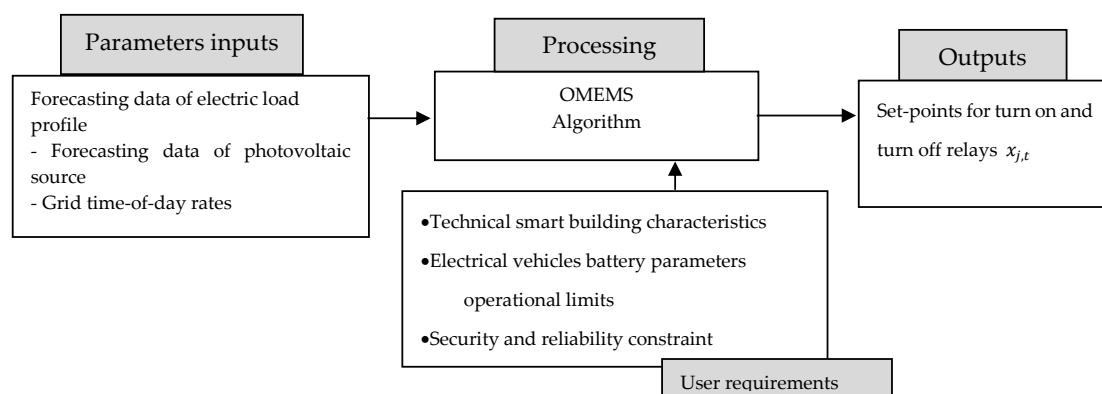 Parameters inputs
Forecasting data of electric load
profile
- Forecasting data of photovoltaic
source
- Grid time-of-day rates
Processing
OMEMS
Algorithm
Outputs
Set-points for turn on and
turn off relays x_{j,t}
•Technical smart building characteristics
•Electrical vehicles battery parameters
operational limits
•Security and reliability constraint
User requirements